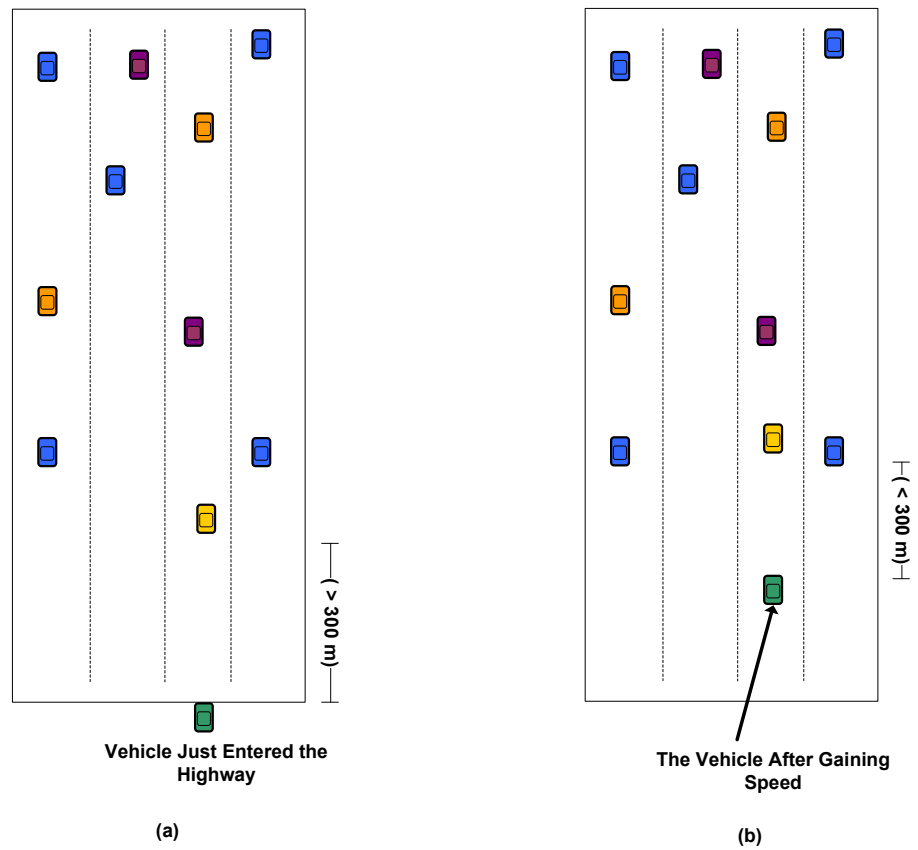 ( > 300 m)
Vehicle Just Entered the
Highway
(a)
( < 300 m)
The Vehicle After Gaining
Speed
(b)